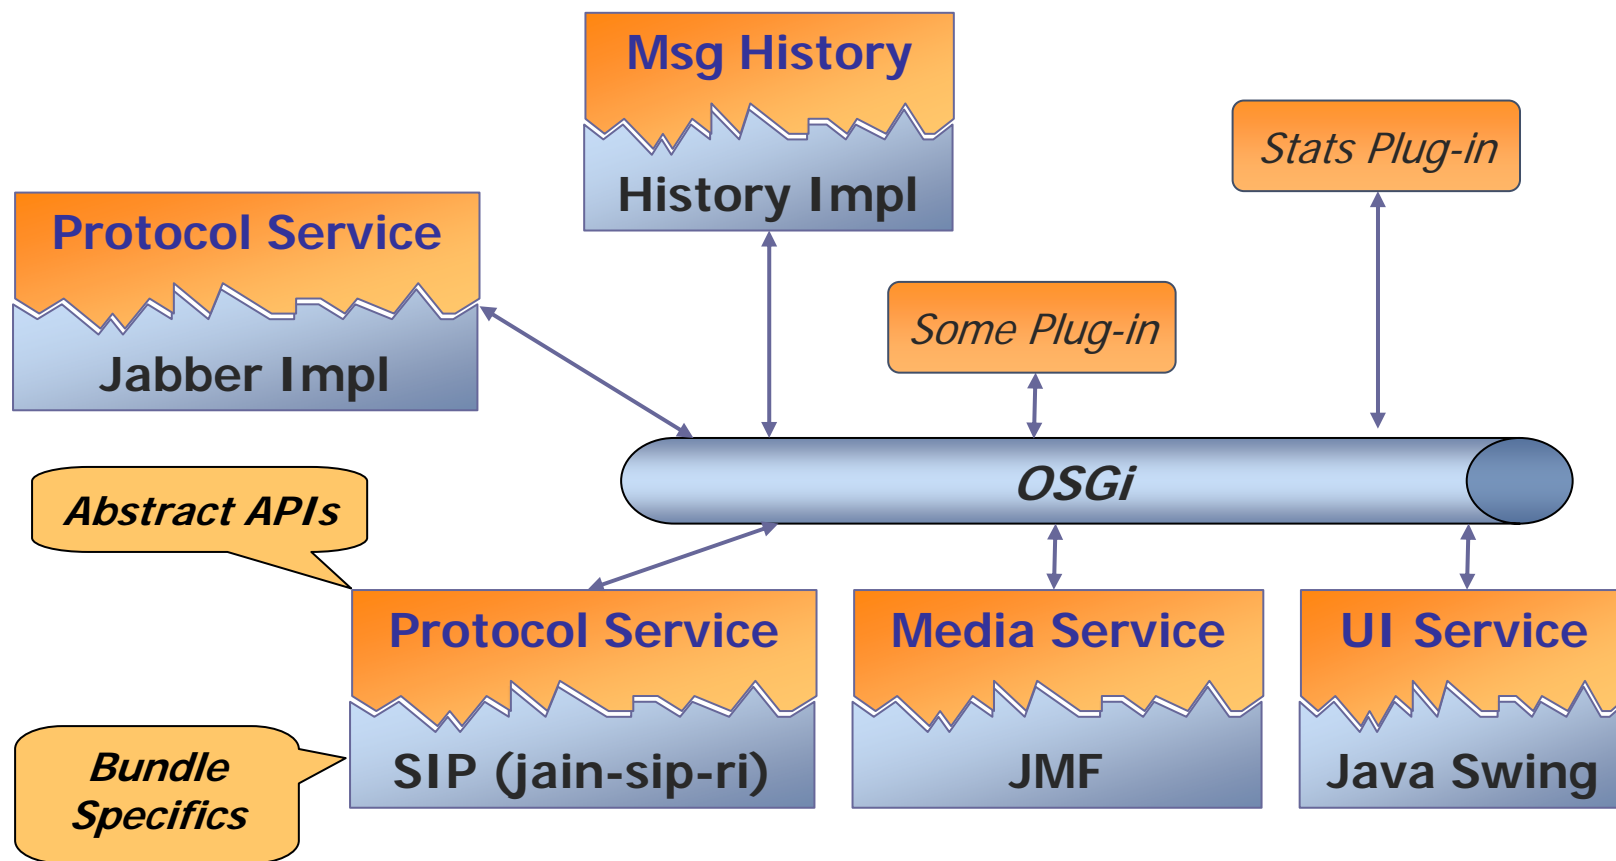 Msg History
History Impl
Stats Plug-in
Protocol Service
Jabber Impl
Some Plug-in
OSGi
Abstract APIs
Protocol Service
SIP (jain-sip-ri)
Media Service
JMF
UI Service
Java Swing
Bundle
Specifics